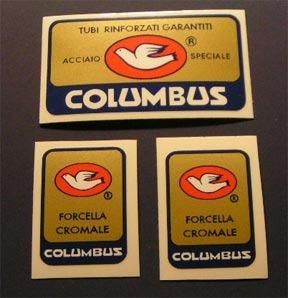 TUBI RINFORZATI GARANTITI
®
ACCIAIO SPECIALE
COLUMBUS
®
FORCELLA
CROMALE
COLUMBUS
®
FORCELLA
CROMALE
COLUMBUS